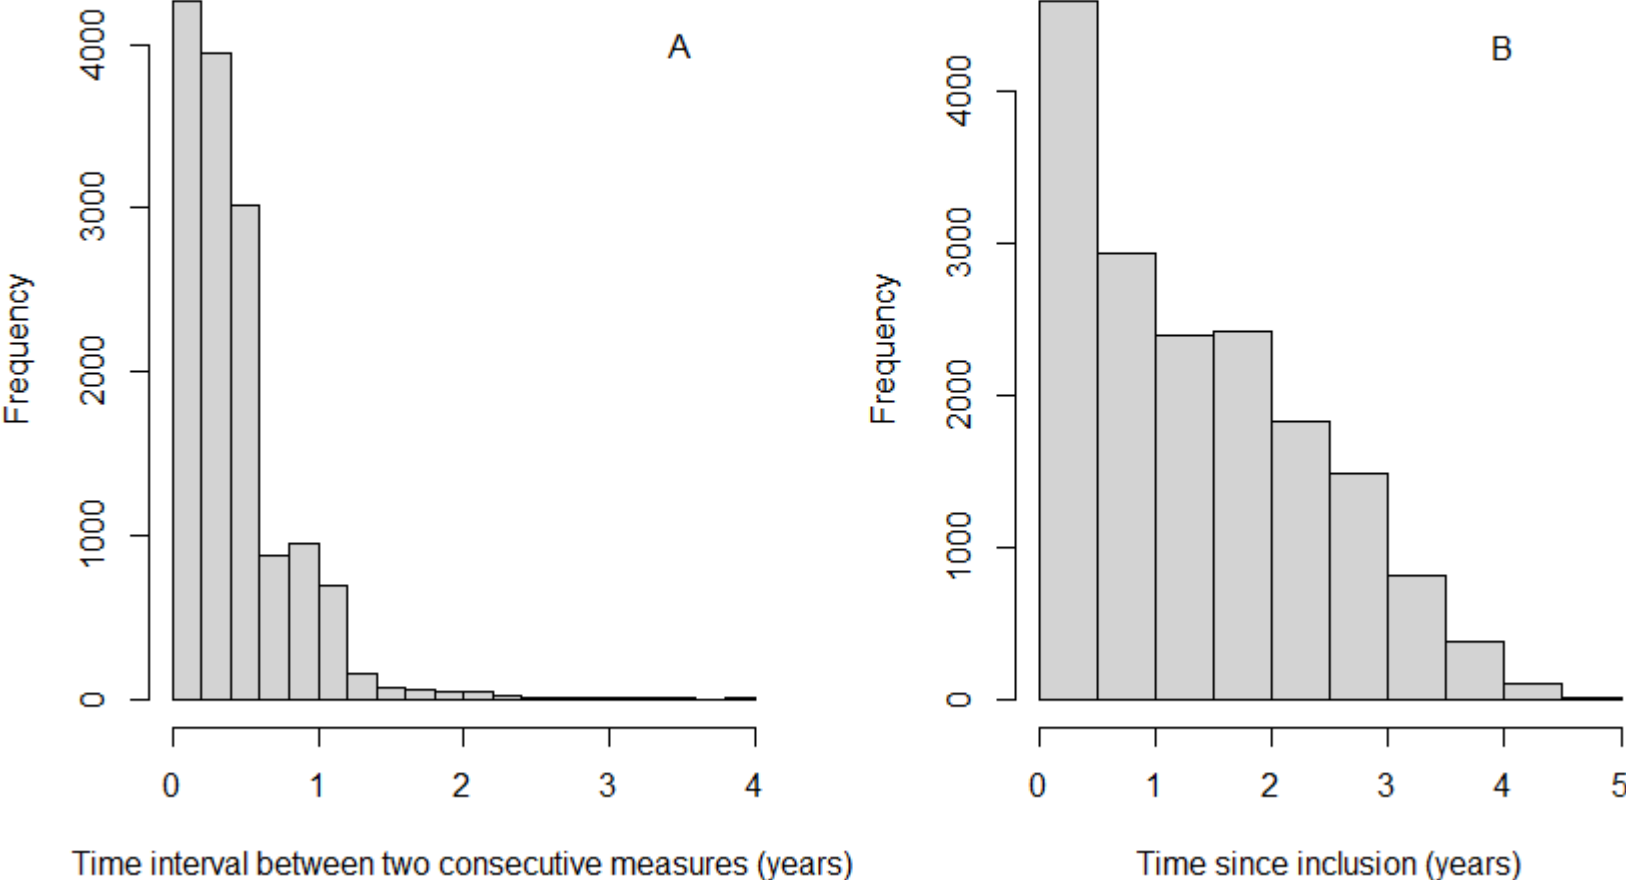 A
Frequency
4000
3000
2000
1000
0
0 1 2 3 4
Time interval between two consecutive measures (years)
B
Frequency
4000
3000
2000
1000
0
0 1 2 3 4 5
Time since inclusion (years)